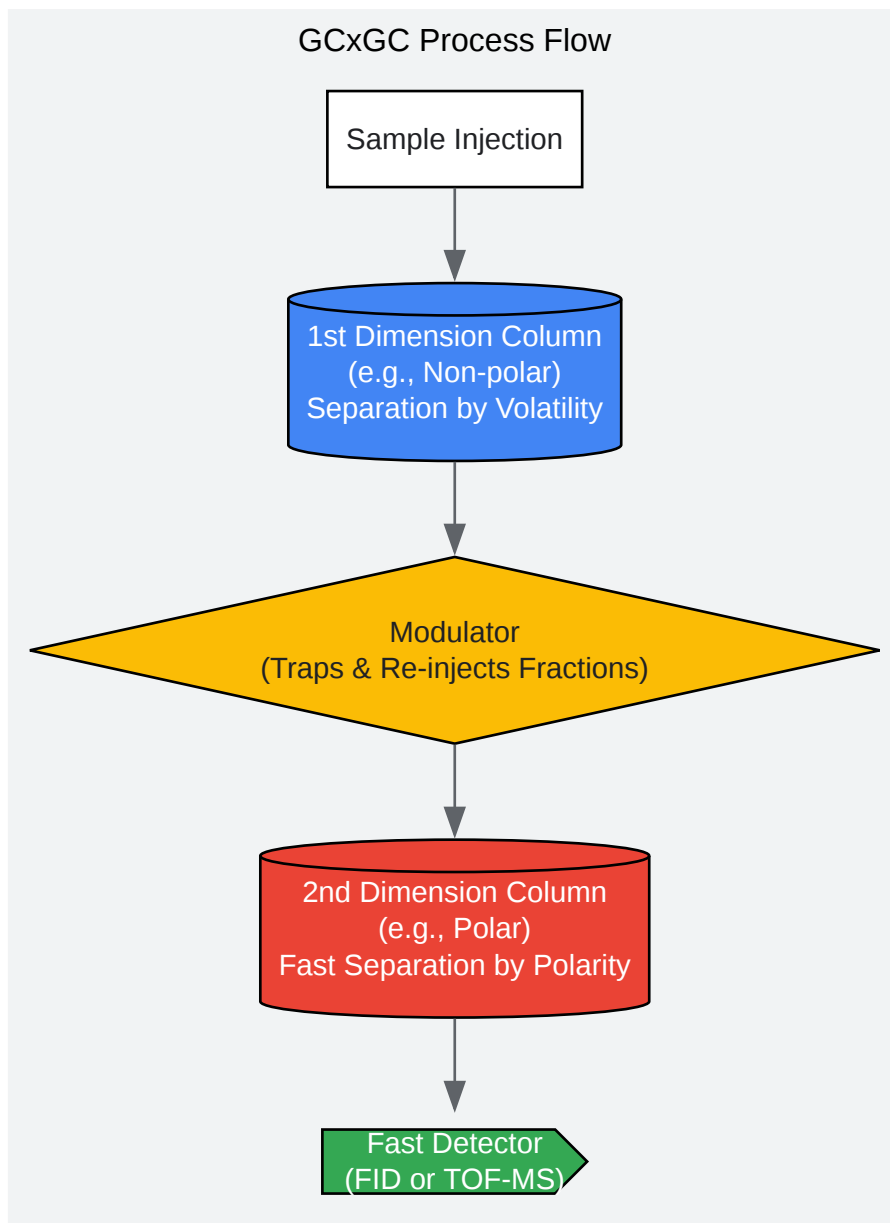 GCxGC Process Flow
Sample Injection
1st Dimension Column
(e.g., Non-polar)
Separation by Volatility
Modulator
(Traps & Re-injects Fractions)
2nd Dimension Column
(e.g., Polar)
Fast Separation by Polarity
Fast Detector
(FID or TOF-MS)